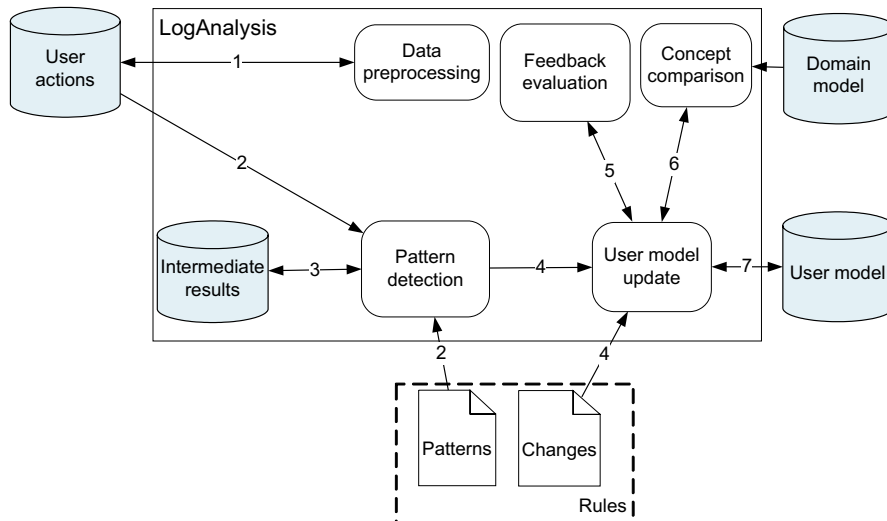 LogAnalysis
User
actions
1
Data
preprocessing
Feedback
evaluation
Concept
comparison
Domain
model
2
5
6
Intermediate
results
3
Pattern
detection
4
User model
update
7
User model
2
4
Patterns
Changes
Rules